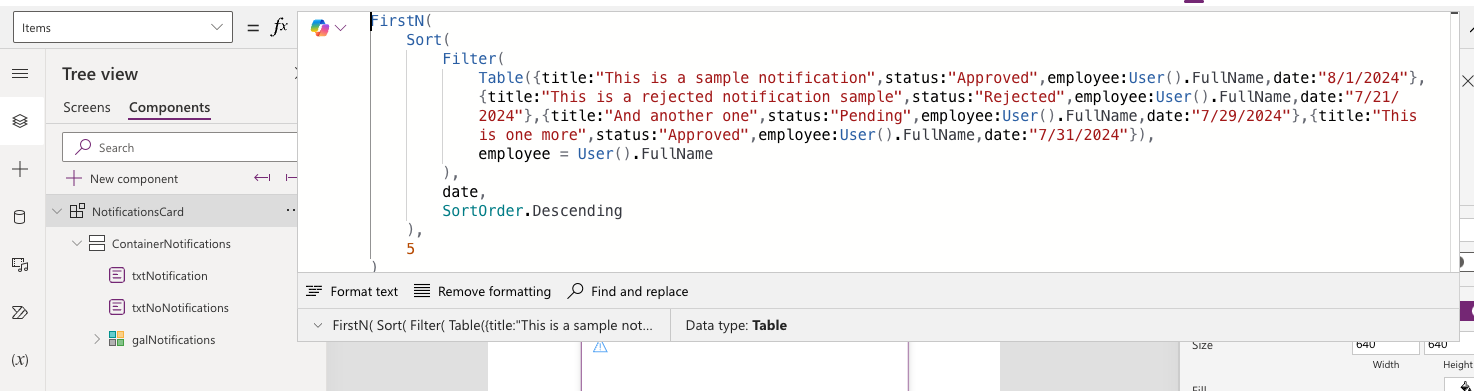 Items
= fx
FirstN(
Sort(
Filter(
Table({title:"This is a sample notification",status:"Approved",employee:User().FullName,date:"8/1/2024"},
{title:"This is a rejected notification sample",status:"Rejected",employee:User().FullName,date:"7/21/
2024"},{title:"And another one",status:"Pending",employee:User().FullName,date:"7/29/2024"},{title:"This
is one more",status:"Approved",employee:User().FullName,date:"7/31/2024"}),
employee = User().FullName
),
date,
SortOrder.Descending
),
5
)
Tree view
Screens Components
Search
New component
NotificationsCard
ContainerNotifications
txtNotification
txtNoNotifications
galNotifications
(x)
Format text Remove formatting Find and replace
FirstN( Sort( Filter( Table({title:"This is a sample not... Data type: Table
Size 640 640
Width Height
Fill